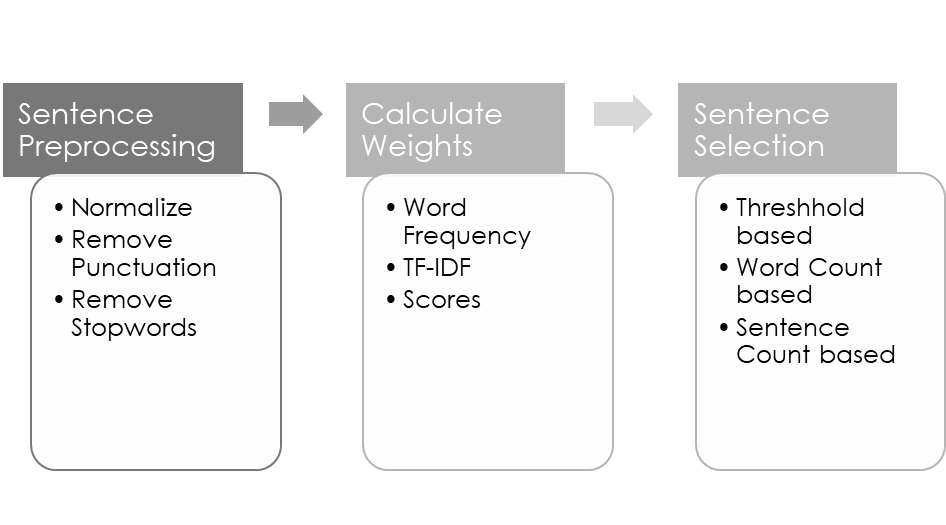 Sentence
Preprocessing
• Normalize
• Remove
Punctuation
• Remove
Stopwords
Calculate
Weights
• Word
Frequency
• TF-IDF
• Scores
Sentence
Selection
• Threshhold
based
• Word Count
based
• Sentence
Count based